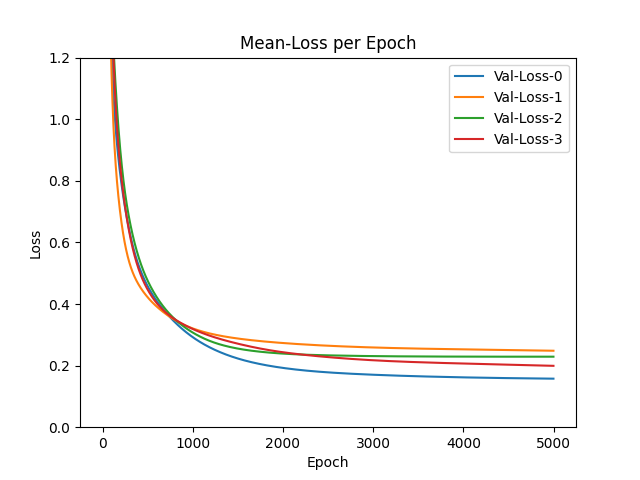 Mean-Loss per Epoch
Loss
1.2
1.0
0.8
0.6
0.4
0.2
0.0
Val-Loss-0
Val-Loss-1
Val-Loss-2
Val-Loss-3
0 1000 2000 3000 4000 5000
Epoch